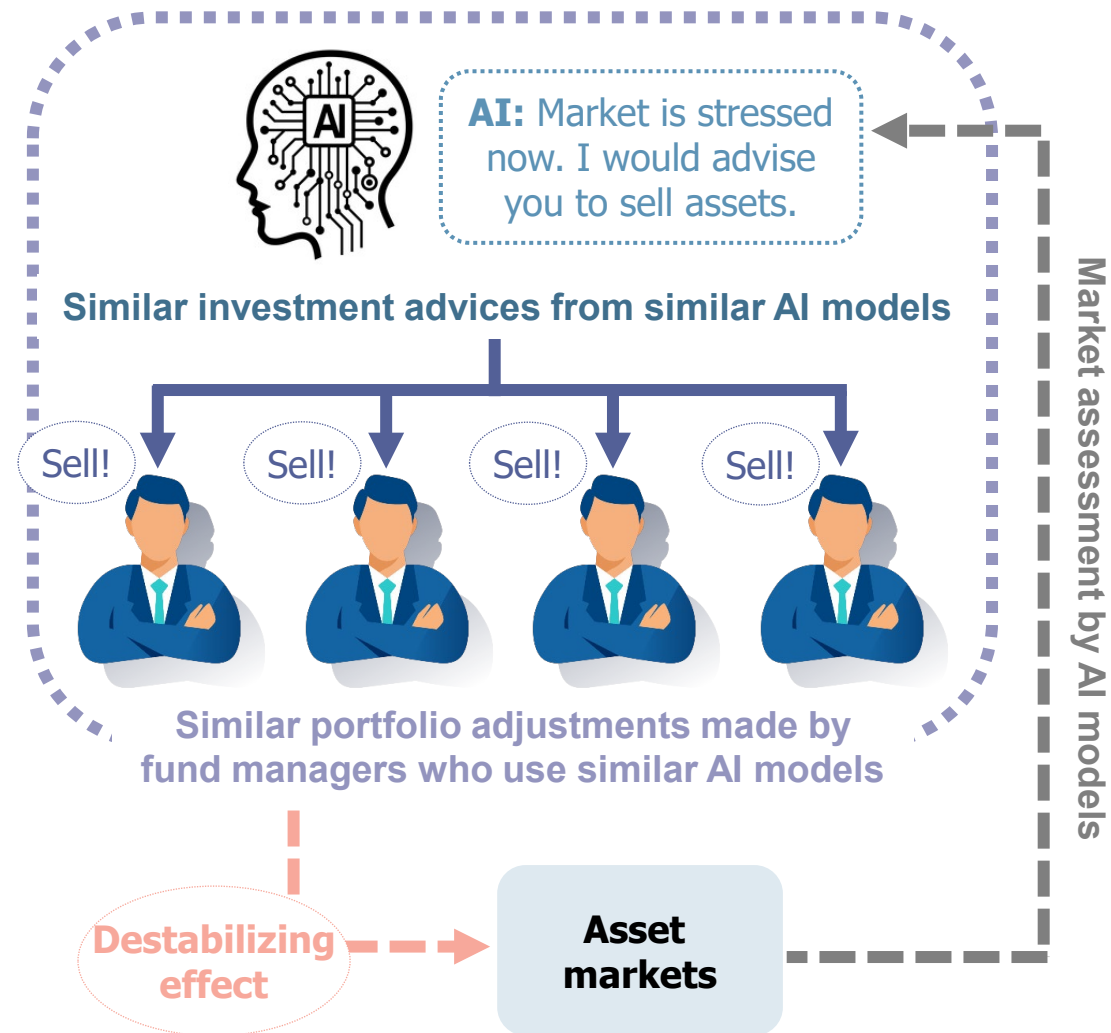 AI
AI: Market is stressed
now. I would advise
you to sell assets.
Similar investment advices from similar AI models
Sell!
Sell!
Sell!
Sell!
Similar portfolio adjustments made by
fund managers who use similar AI models
Destabilizing
effect
Asset
markets
Market assessment by AI models